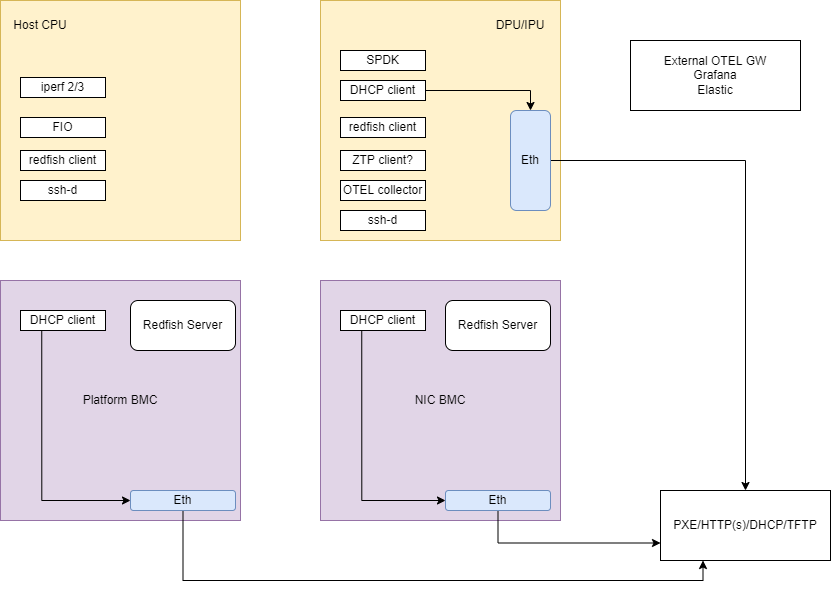 Host CPU
iperf 2/3
FIO
redfish client
ssh-d
DPU/IPU
SPDK
DHCP client
redfish client
ZTP client?
OTEL collector
ssh-d
Eth
External OTEL GW
Grafana
Elastic
DHCP client
Redfish Server
Platform BMC
Eth
DHCP client
Redfish Server
NIC BMC
Eth
PXE/HTTP(s)/DHCP/TFTP